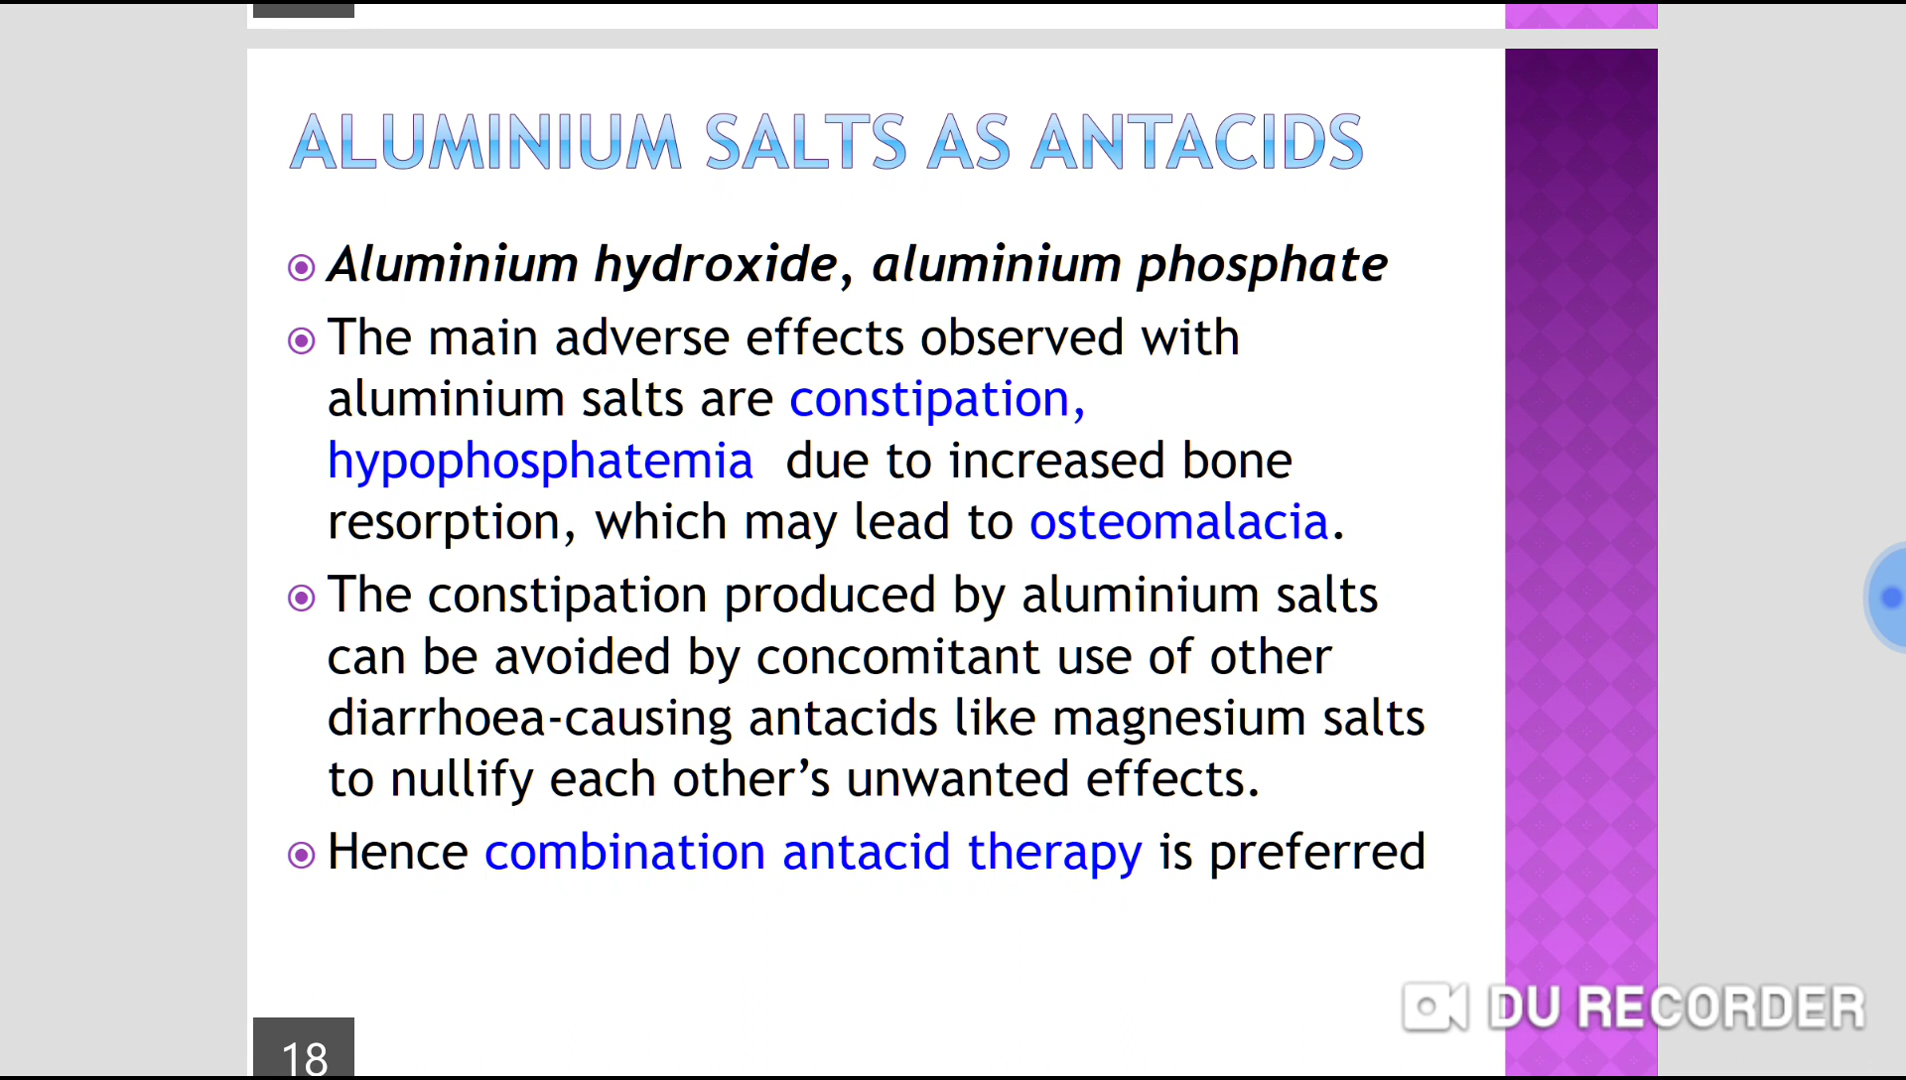 ALUMINIUM SALTS AS ANTACIDS
Aluminium hydroxide, aluminium phosphate
The main adverse effects observed with
aluminium salts are constipation,
hypophosphatemia due to increased bone
resorption, which may lead to osteomalacia.
The constipation produced by aluminium salts
can be avoided by concomitant use of other
diarrhoea-causing antacids like magnesium salts
to nullify each other’s unwanted effects.
Hence combination antacid therapy is preferred
DU RECORDER
18